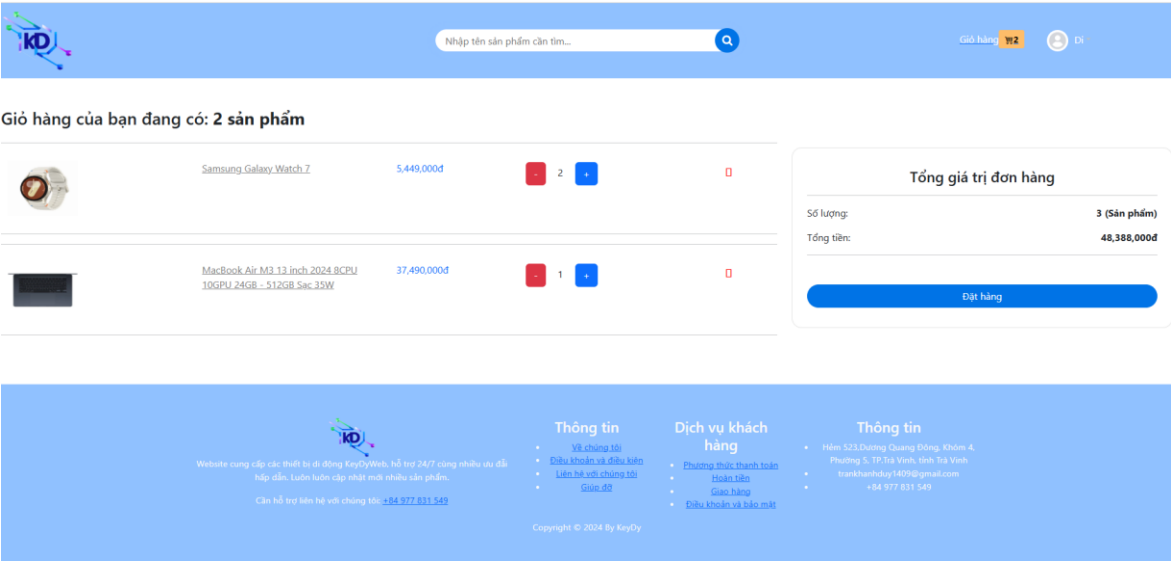 KD
Nhập tên sản phẩm cần tìm...
Giỏ hàng 2
Di
Giỏ hàng của bạn đang có: 2 sản phẩm
Samsung Galaxy Watch 7
5,449,000đ
- 2 +
MacBook Air M3 13 inch 2024 8CPU
10GPU 24GB - 512GB Sạc 35W
37,490,000đ
- 1 +
Tổng giá trị đơn hàng
Số lượng: 3 (Sản phẩm)
Tổng tiền: 48,388,000đ
Đặt hàng
KD
Website cung cấp các thiết bị di động KeyDyWeb, hỗ trợ 24/7 cùng nhiều ưu đãi
hấp dẫn. Luôn luôn cập nhật mới nhiều sản phẩm.
Cần hỗ trợ liên hệ với chúng tôi: +84 977 831 549
Thông tin
Về chúng tôi
Điều khoản và điều kiện
Liên hệ với chúng tôi
Giúp đỡ
Dịch vụ khách
hàng
Phương thức thanh toán
Hoàn tiền
Giao hàng
Điều khoản và bảo mật
Thông tin
Hẻm 523,Dương Quang Đông, Khóm 4,
Phường 5, TP.Trà Vinh, tỉnh Trà Vinh
trankhanhduy1409@gmail.com
+84 977 831 549
Copyright © 2024 By KeyDy